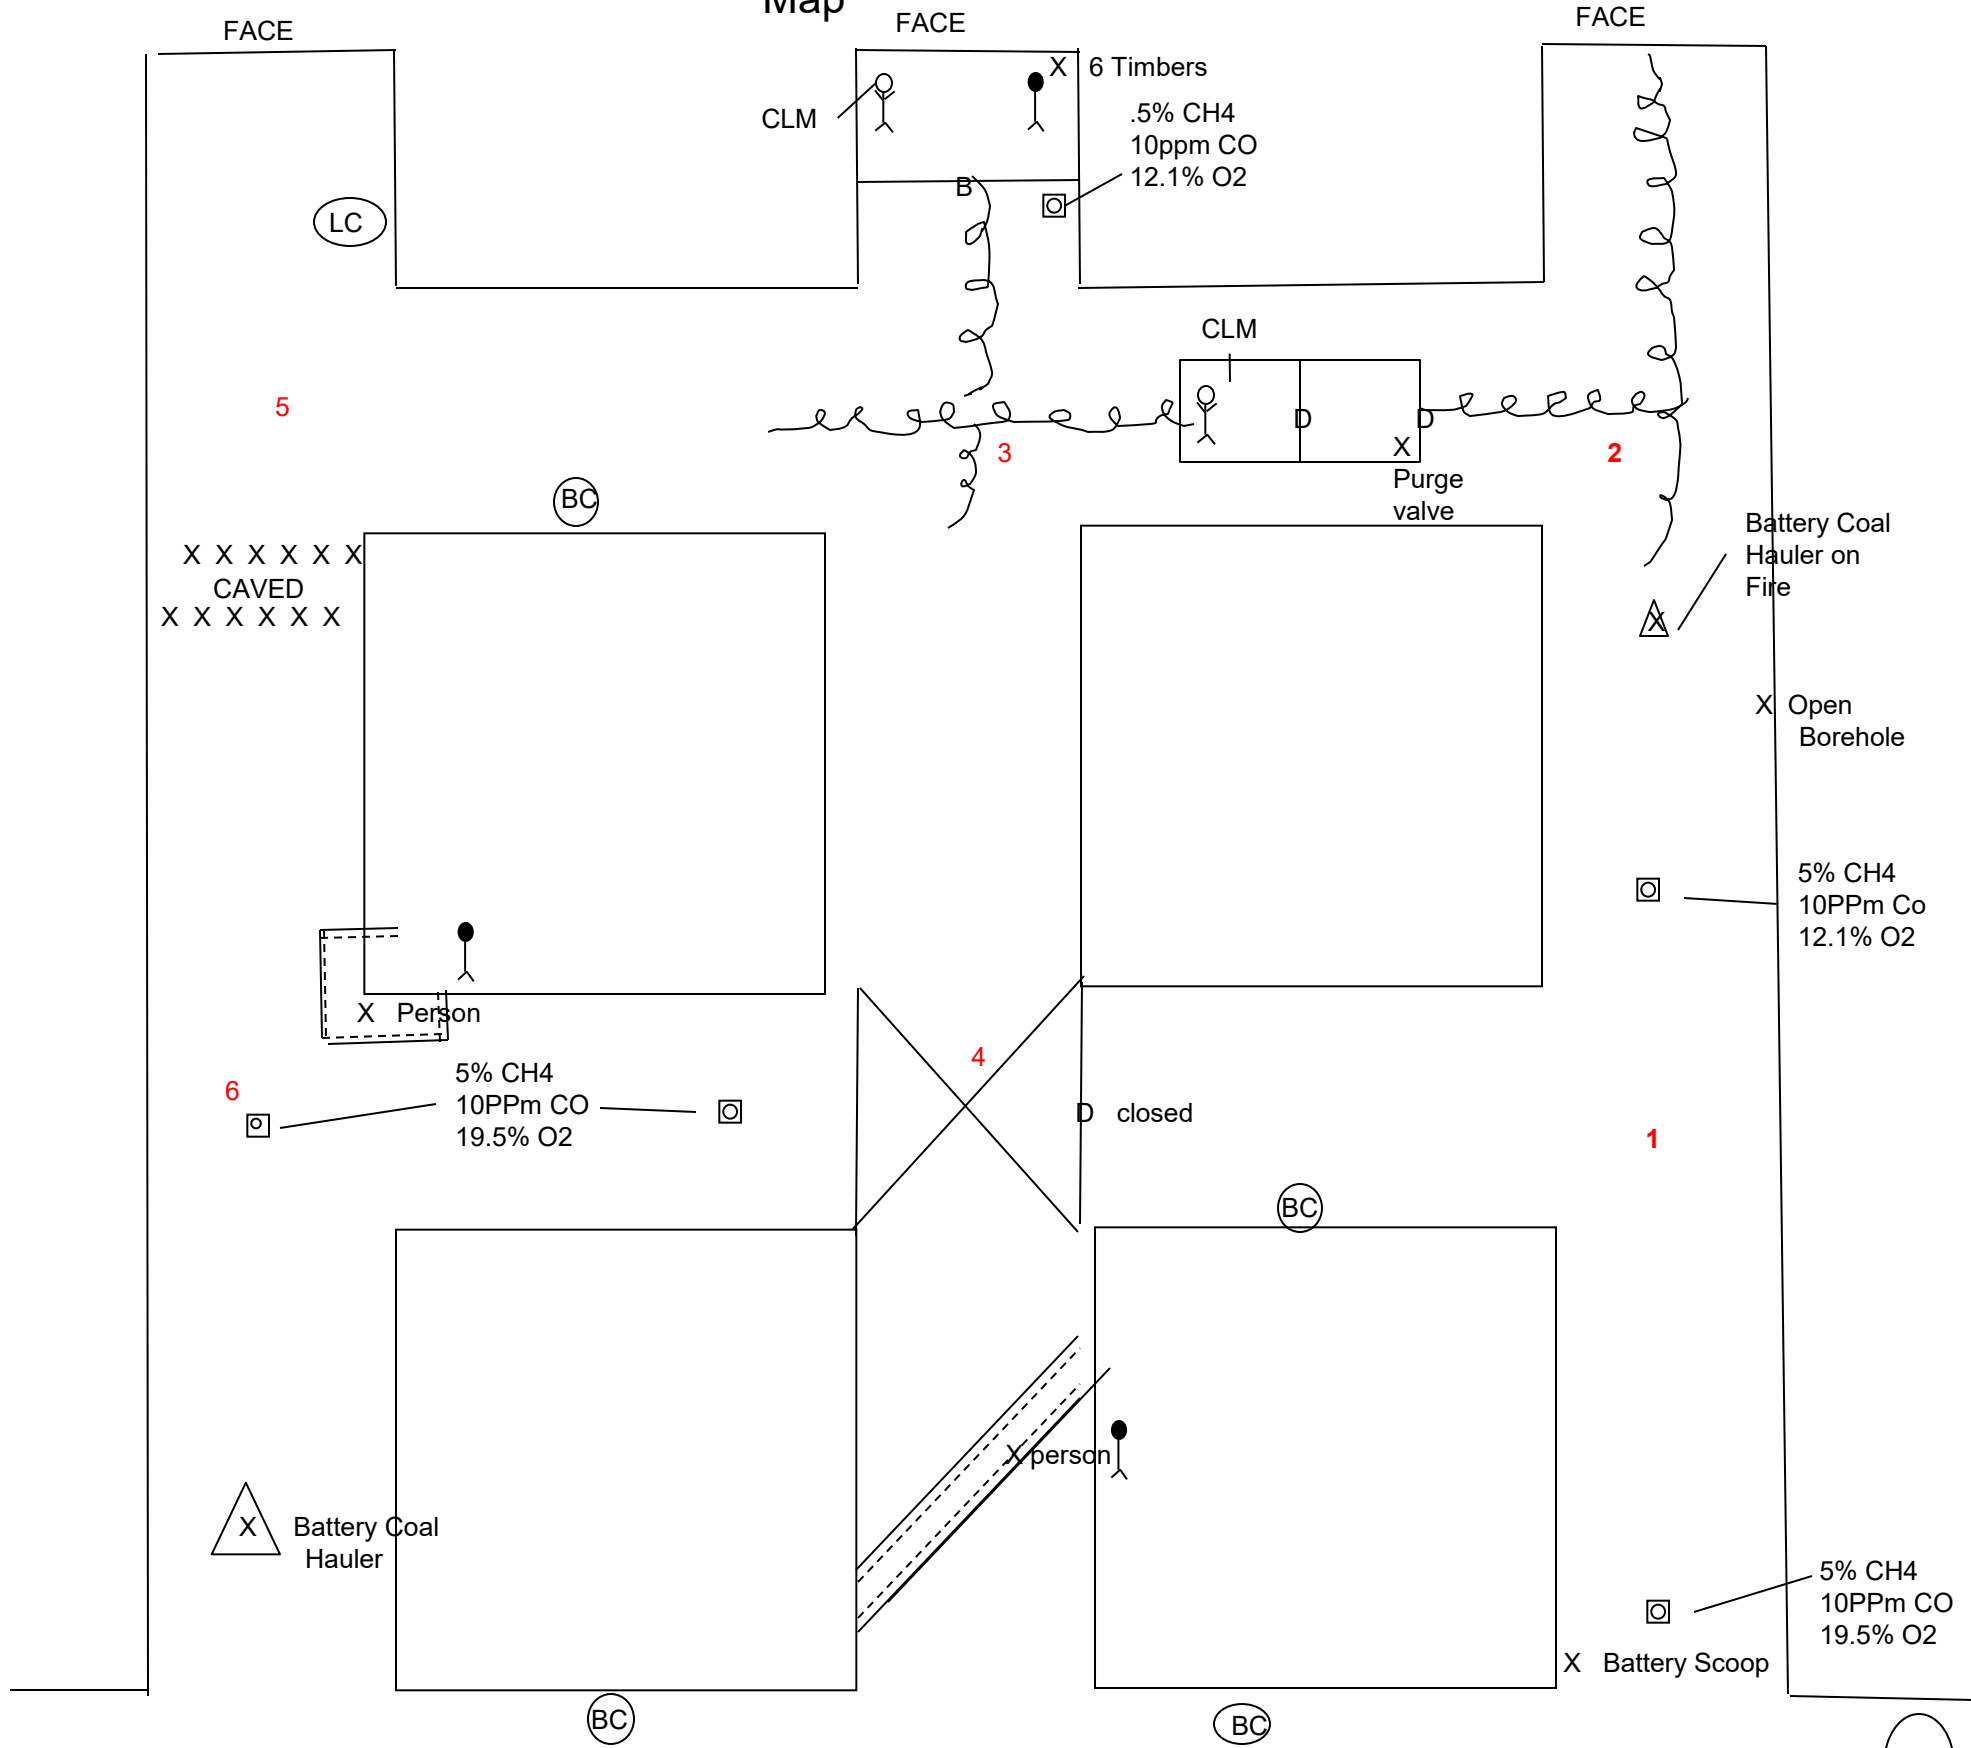 Map
FACE
FACE
FACE
X 6 Timbers
CLM
.5% CH4
10ppm CO
12.1% O2
B
LC
CLM
5
D
D
3
X
2
Purge
valve
BC
Battery Coal
Hauler on
Fire
X X X X X X
CAVED
X X X X X X
X
X Open
Borehole
5% CH4
10PPm Co
12.1% O2
X Person
4
5% CH4
10PPm CO
19.5% O2
6
D closed
1
BC
X person
X Battery Coal
Hauler
5% CH4
10PPm CO
19.5% O2
X Battery Scoop
BC
BC